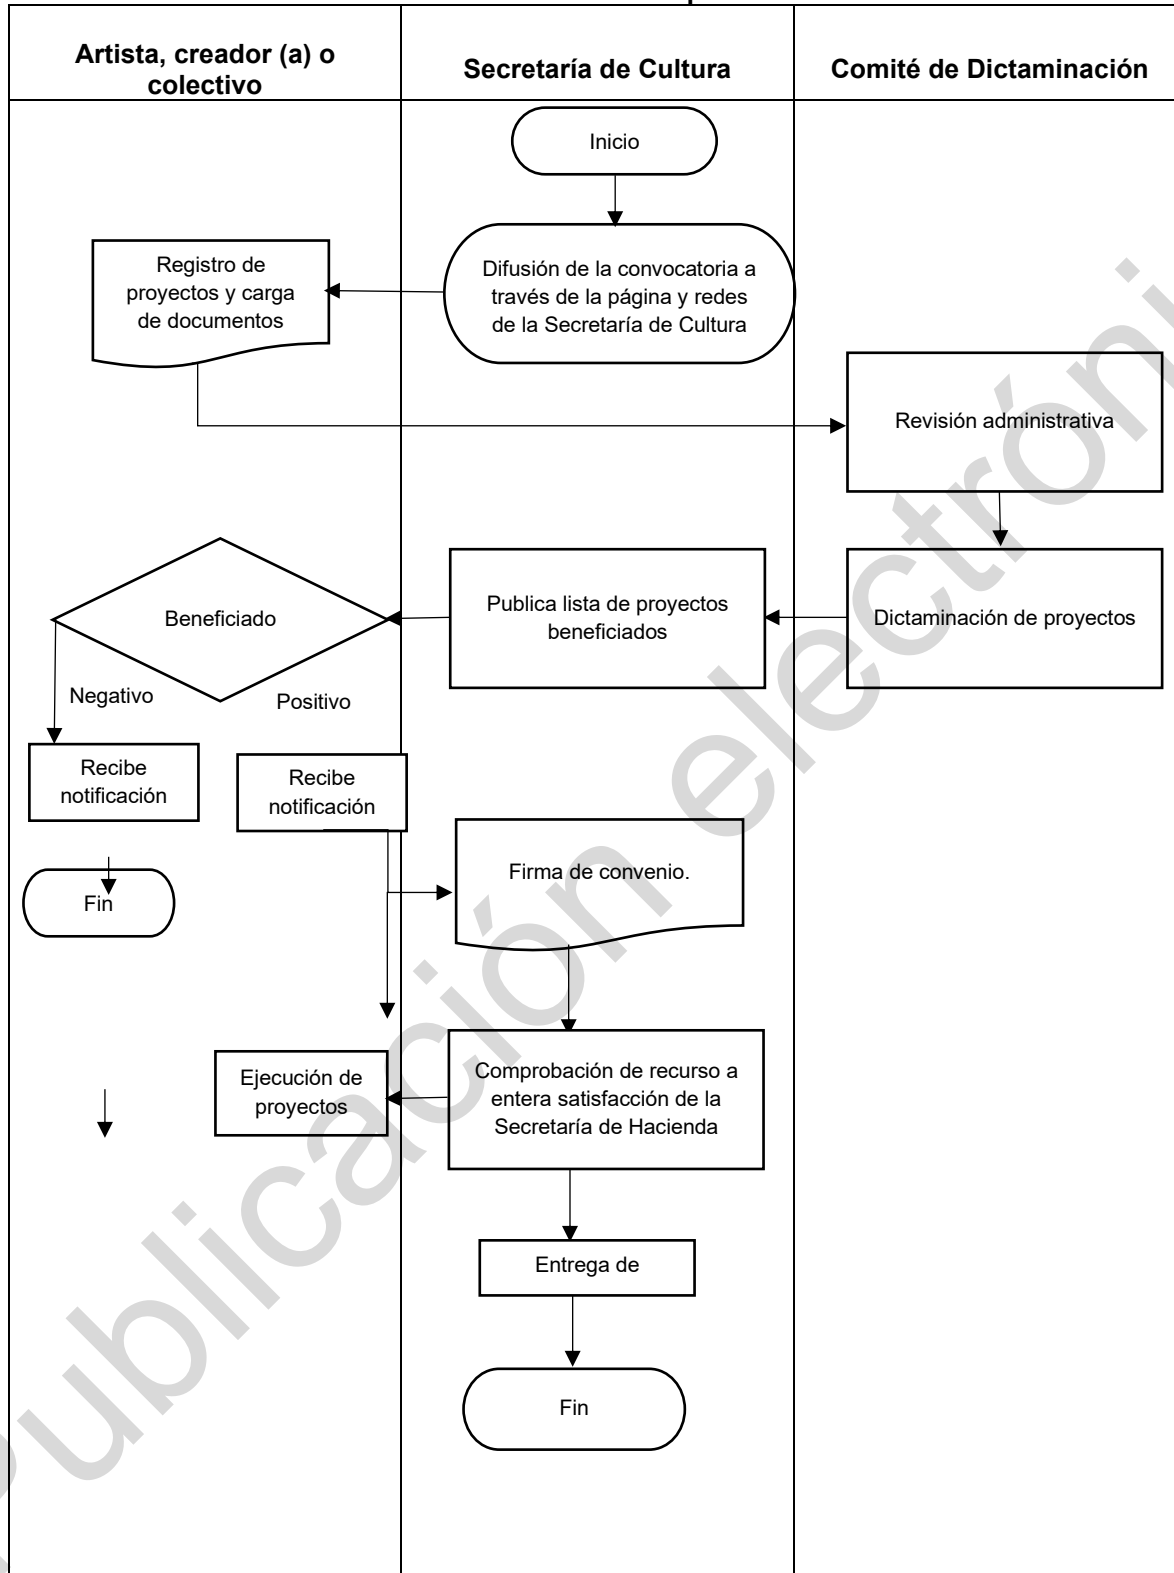 Artista, creador (a) o
colectivo
Secretaría de Cultura
Comité de Dictaminación
Inicio
Difusión de la convocatoria a
través de la página y redes
de la Secretaría de Cultura
Registro de
proyectos y carga
de documentos
Revisión administrativa
Dictaminación de proyectos
Publica lista de proyectos
beneficiados
Beneficiado
Negativo
Positivo
Recibe
notificación
Recibe
notificación
Fin
Firma de convenio.
Comprobación de recurso a
entera satisfacción de la
Secretaría de Hacienda
Ejecución de
proyectos
Entrega de
Fin